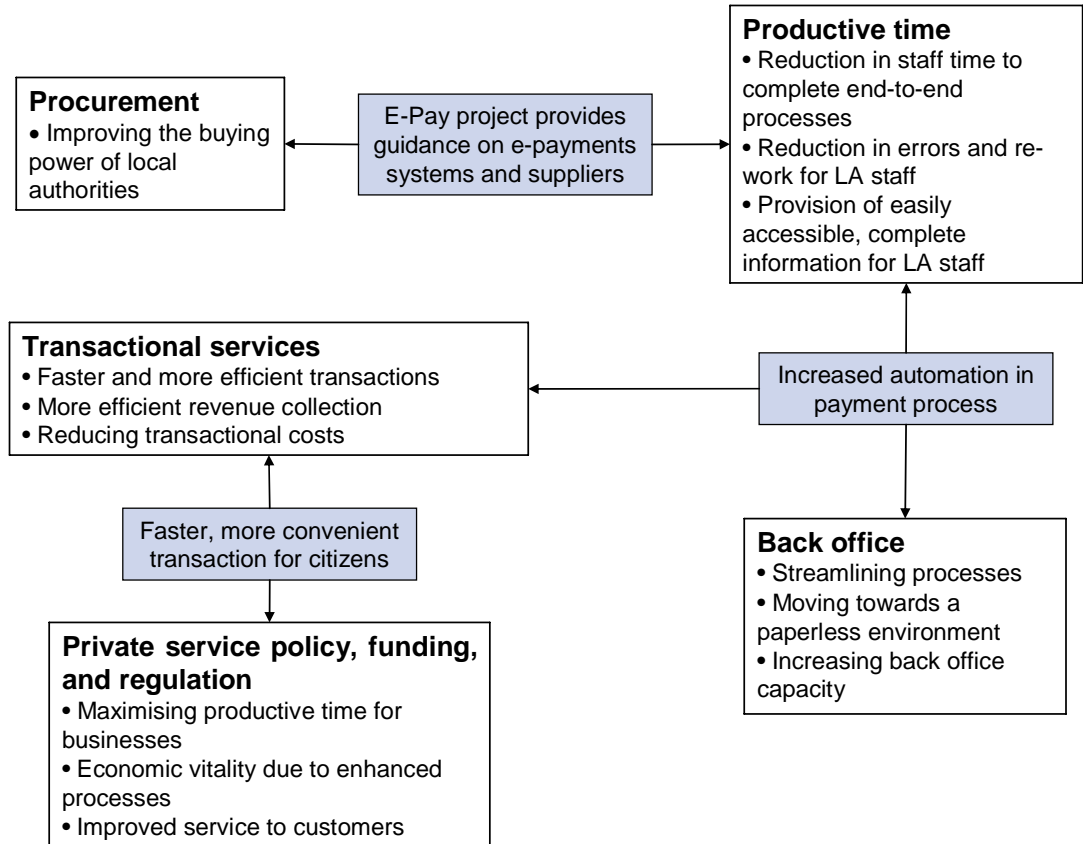 Procurement
• Improving the buying
power of local
authorities
E-Pay project provides
guidance on e-payments
systems and suppliers
Productive time
• Reduction in staff time to
complete end-to-end
processes
• Reduction in errors and re-
work for LA staff
• Provision of easily
accessible, complete
information for LA staff
Transactional services
• Faster and more efficient transactions
• More efficient revenue collection
• Reducing transactional costs
Increased automation in
payment process
Faster, more convenient
transaction for citizens
Back office
• Streamlining processes
• Moving towards a
paperless environment
• Increasing back office
capacity
Private service policy, funding,
and regulation
• Maximising productive time for
businesses
• Economic vitality due to enhanced
processes
• Improved service to customers